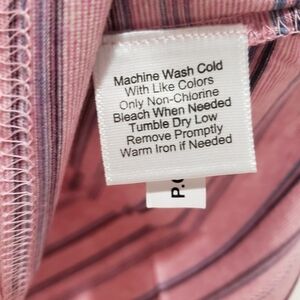 Machine Wash Cold
With Like Colors
Only Non-Chlorine
Bleach When Needed
Tumble Dry Low
Remove Promptly
Warm Iron if Needed